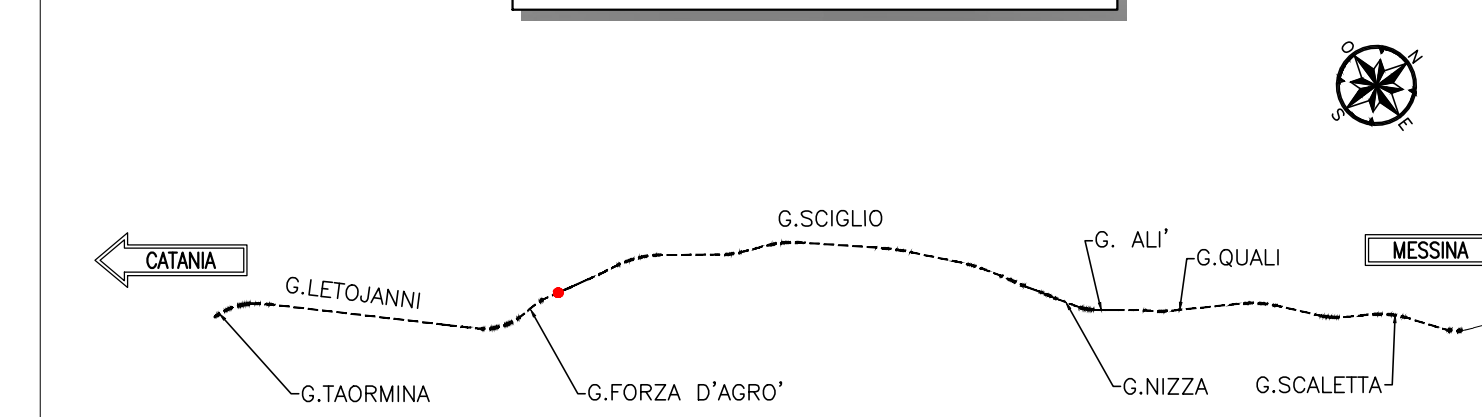 O
N
S
E
G.SCIGLIO
G. ALI'
G.QUALI
CATANIA
MESSINA
G.LETOJANNI
G.TAORMINA
G.FORZA D'AGRO'
G.NIZZA
G.SCALETTA